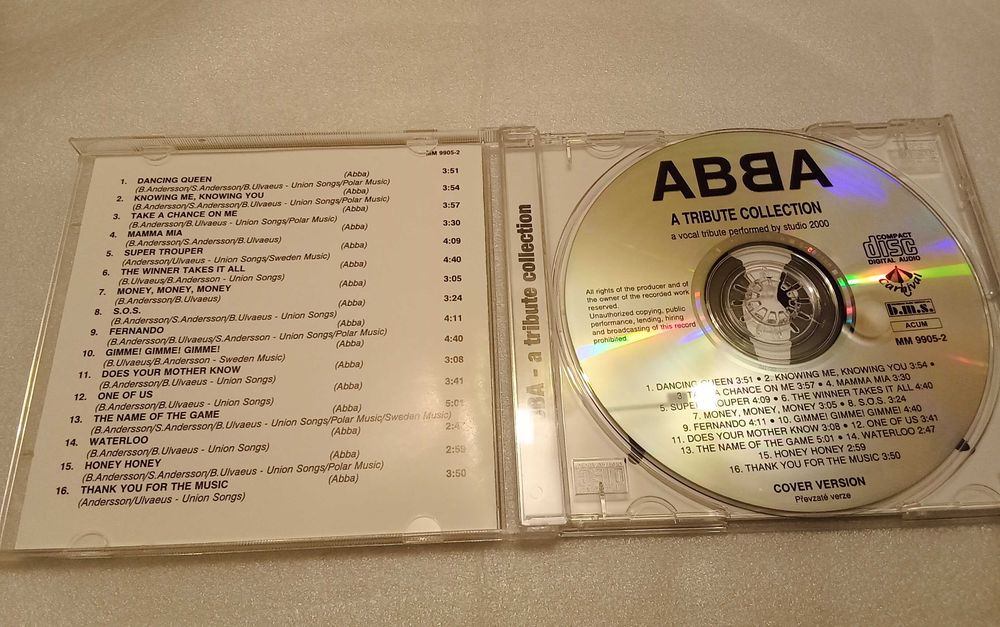 MM 9905-2
1. DANCING QUEEN (Abba) 3:51
(B.Andersson/S.Andersson/B.Ulvaeus - Union Songs/Polar Music)
2. KNOWING ME, KNOWING YOU (Abba) 3:54
(B.Andersson/S.Andersson/B.Ulvaeus - Union Songs/Polar Music)
3. TAKE A CHANCE ON ME (Abba) 3:57
(B.Andersson/B.Ulvaeus - Union Songs/Polar Music)
4. MAMMA MIA (Abba) 3:30
(B.Andersson/S.Andersson/B.Ulvaeus)
5. SUPER TROUPER (Abba) 4:09
(Andersson/Ulvaeus - Union Songs/Sweden Music)
6. THE WINNER TAKES IT ALL (Abba) 4:40
(B.Ulvaeus/B.Andersson - Union Songs)
7. MONEY, MONEY, MONEY (Abba) 3:05
(B.Andersson/B.Ulvaeus)
8. S.O.S. (Abba) 3:24
(B.Andersson/S.Andersson/B.Ulvaeus - Union Songs)
9. FERNANDO (Abba) 4:11
(B.Andersson/S.Andersson/B.Ulvaeus - Union Songs)
10. GIMME! GIMME! GIMME! (Abba) 4:40
(B.Ulvaeus/B.Andersson - Sweden Music)
11. DOES YOUR MOTHER KNOW (Abba) 3:08
(B.Andersson/B.Ulvaeus - Union Songs)
12. ONE OF US (Abba) 3:41
(B.Andersson/B.Ulvaeus - Union Songs)
13. THE NAME OF THE GAME (Abba) 5:01
(B.Andersson/S.Andersson/B.Ulvaeus - Union Songs/Polar Music/Sweden Music)
14. WATERLOO (Abba) 2:4
(B.Andersson/S.Andersson/B.Ulvaeus - Union Songs)
15. HONEY HONEY (Abba) 2:59
(B.Andersson/S.Andersson/B.Ulvaeus - Union Songs/Polar Music)
16. THANK YOU FOR THE MUSIC (Abba) 3:50
(Andersson/Ulvaeus - Union Songs)
BBA - a tribute collection
ABBA
A TRIBUTE COLLECTION
a vocal tribute performed by studio 2000
COMPACT
disc
DIGITAL AUDIO
Carnival
b.m.s.
ACUM
MM 9905-2
All rights of the producer and of
the owner of the recorded work
reserved.
Unauthorized copying, public
performance, lending, hiring
and broadcasting of this record
prohibited
1. DANCING QUEEN 3:51 • 2. KNOWING ME, KNOWING YOU 3:54 •
3. TAKE A CHANCE ON ME 3:57 • 4. MAMMA MIA 3:30
5. SUPER TROUPER 4:09 • 6. THE WINNER TAKES IT ALL 4:40
7. MONEY, MONEY, MONEY 3:05 • 8. S.O.S. 3:24
9. FERNANDO 4:11 • 10. GIMME! GIMME! GIMME! 4:40
11. DOES YOUR MOTHER KNOW 3:08 • 12. ONE OF US 3:41
13. THE NAME OF THE GAME 5:01 • 14. WATERLOO 2:47
15. HONEY HONEY 2:59
16. THANK YOU FOR THE MUSIC 3:50
COVER VERSION
Převzaté verze